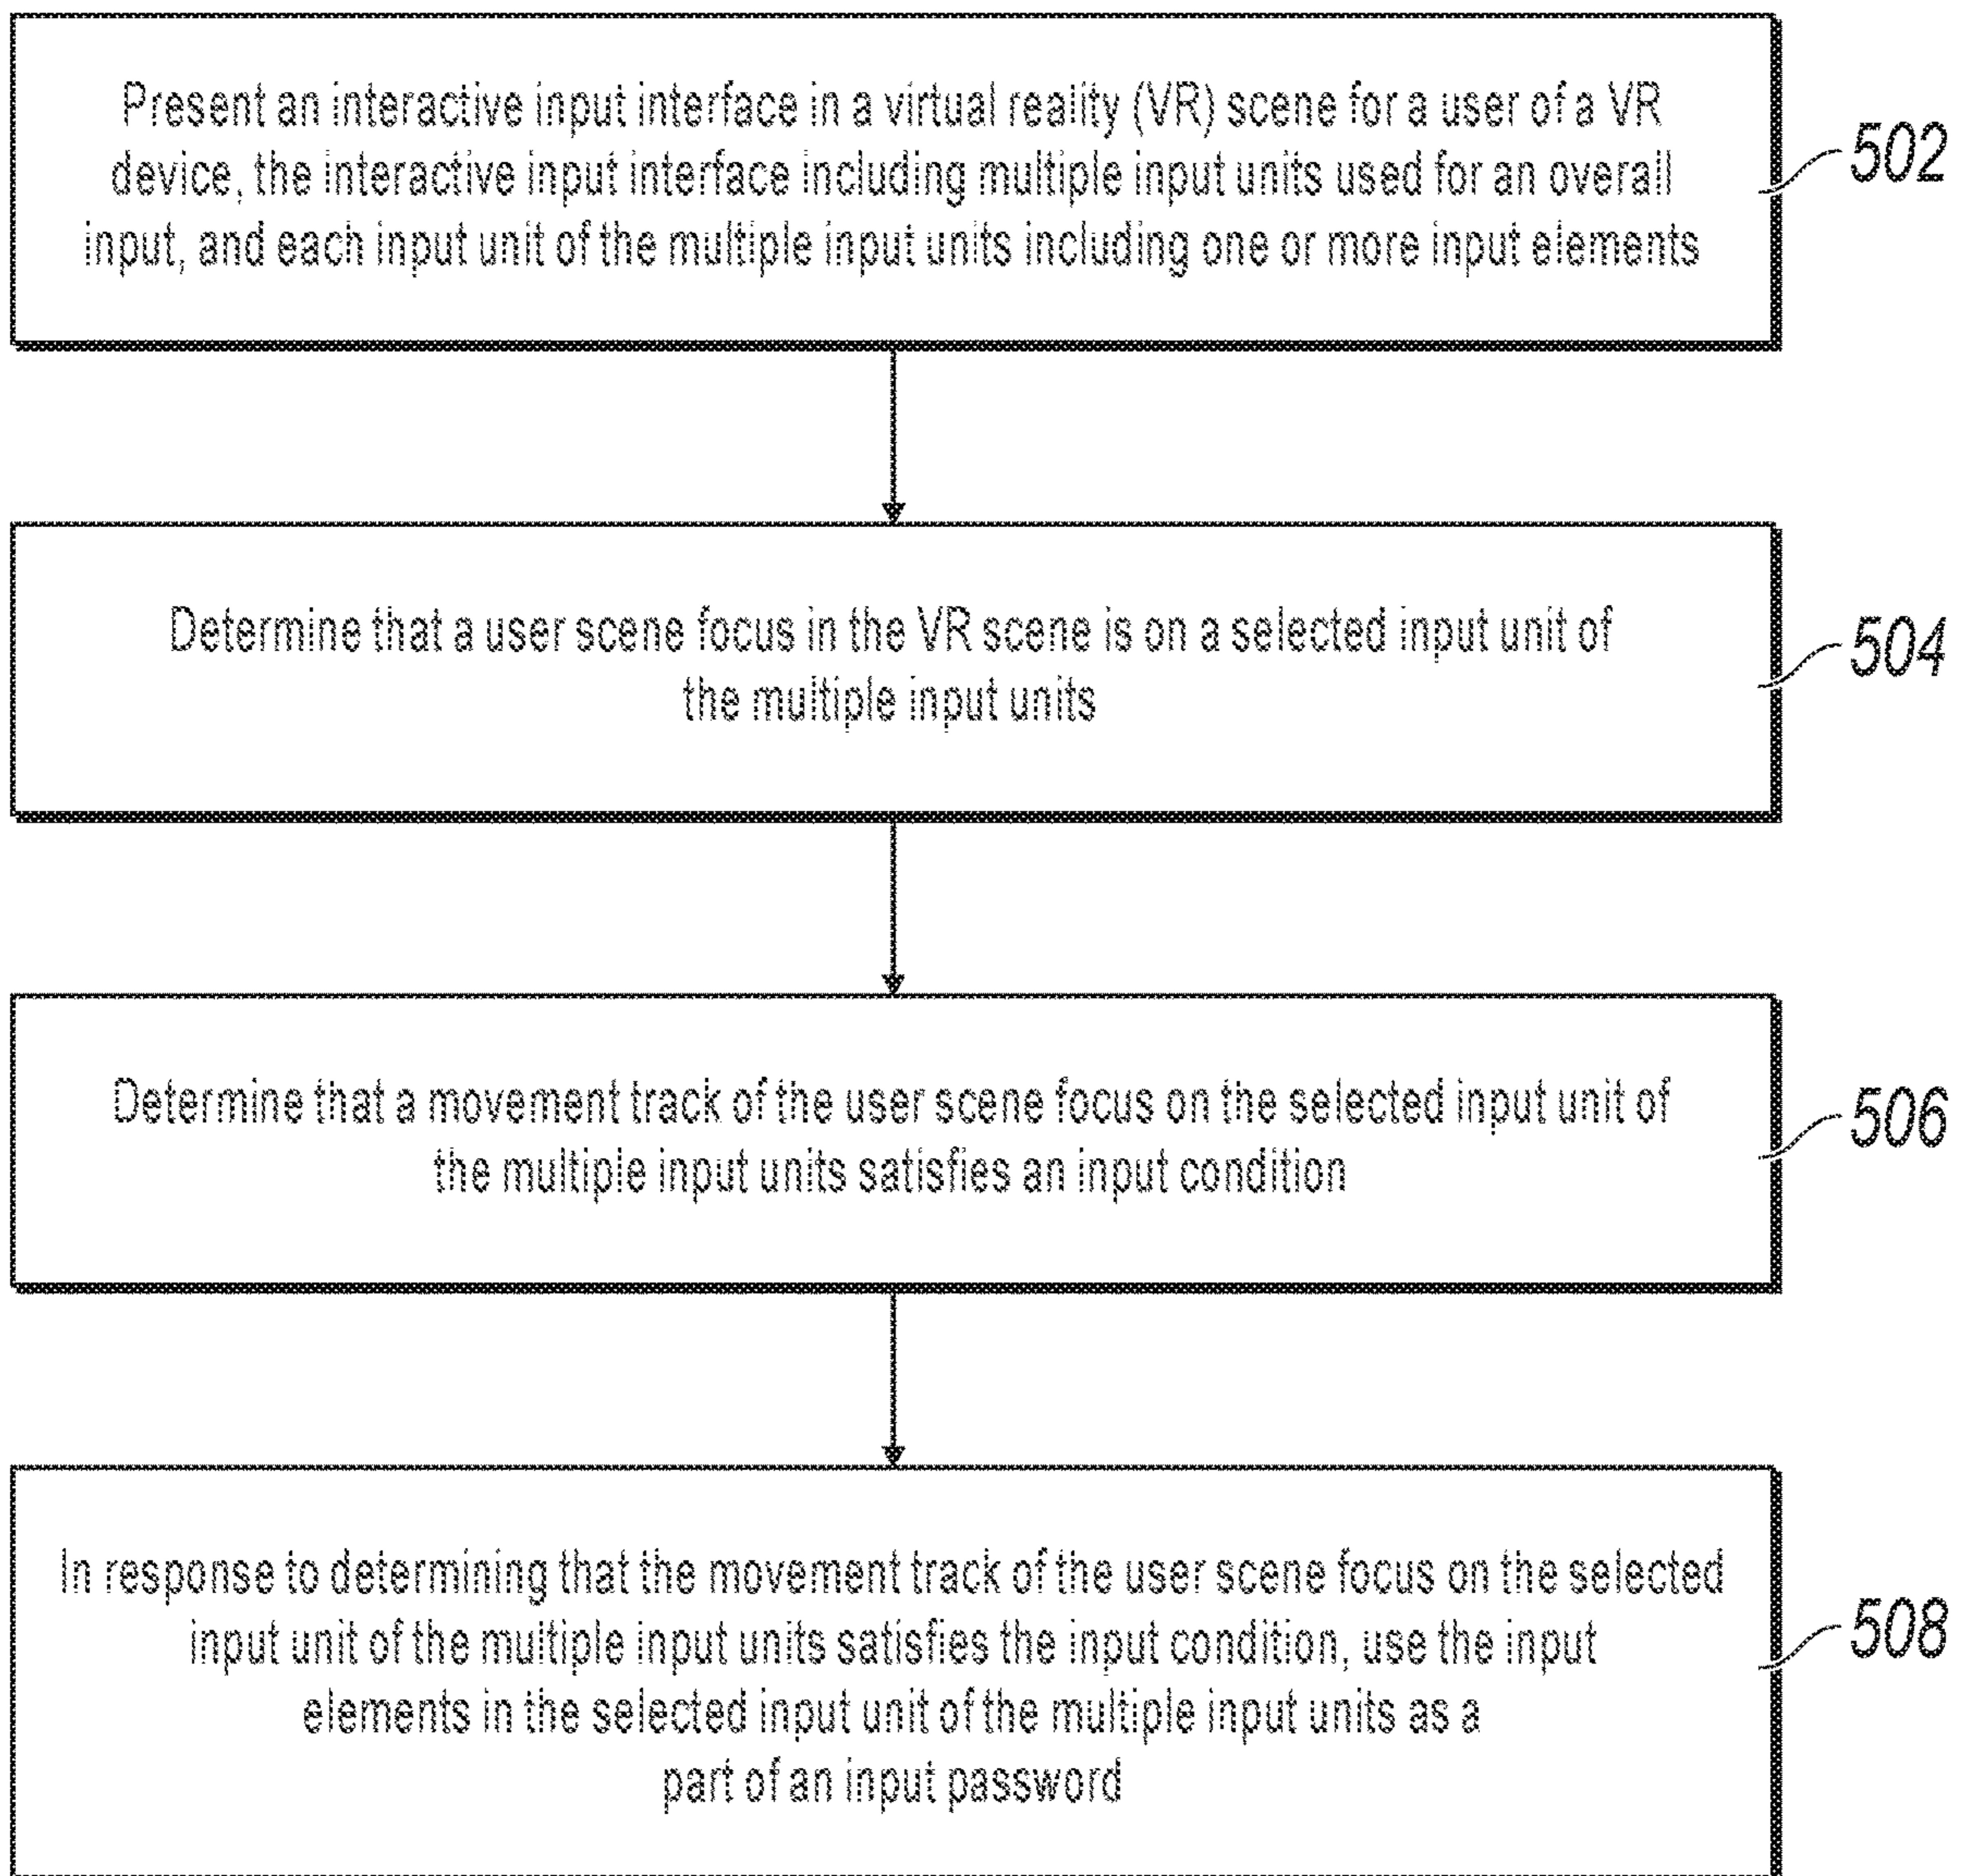 Present an interactive input interface in a virtual reality (VR) scene for a user of a VR
device, the interactive input interface including multiple input units used for an overall
input, and each input unit of the multiple input units including one or more input elements
502
Determine that a user scene focus in the VR scene is on a selected input unit of
the multiple input units
504
Determine that a movement track of the user scene focus on the selected input unit of
the multiple input units satisfies an input condition
506
In response to determining that the movement track of the user scene focus on the selected
input unit of the multiple input units satisfies the input condition, use the input
elements in the selected input unit of the multiple input units as a
part of an input password
508